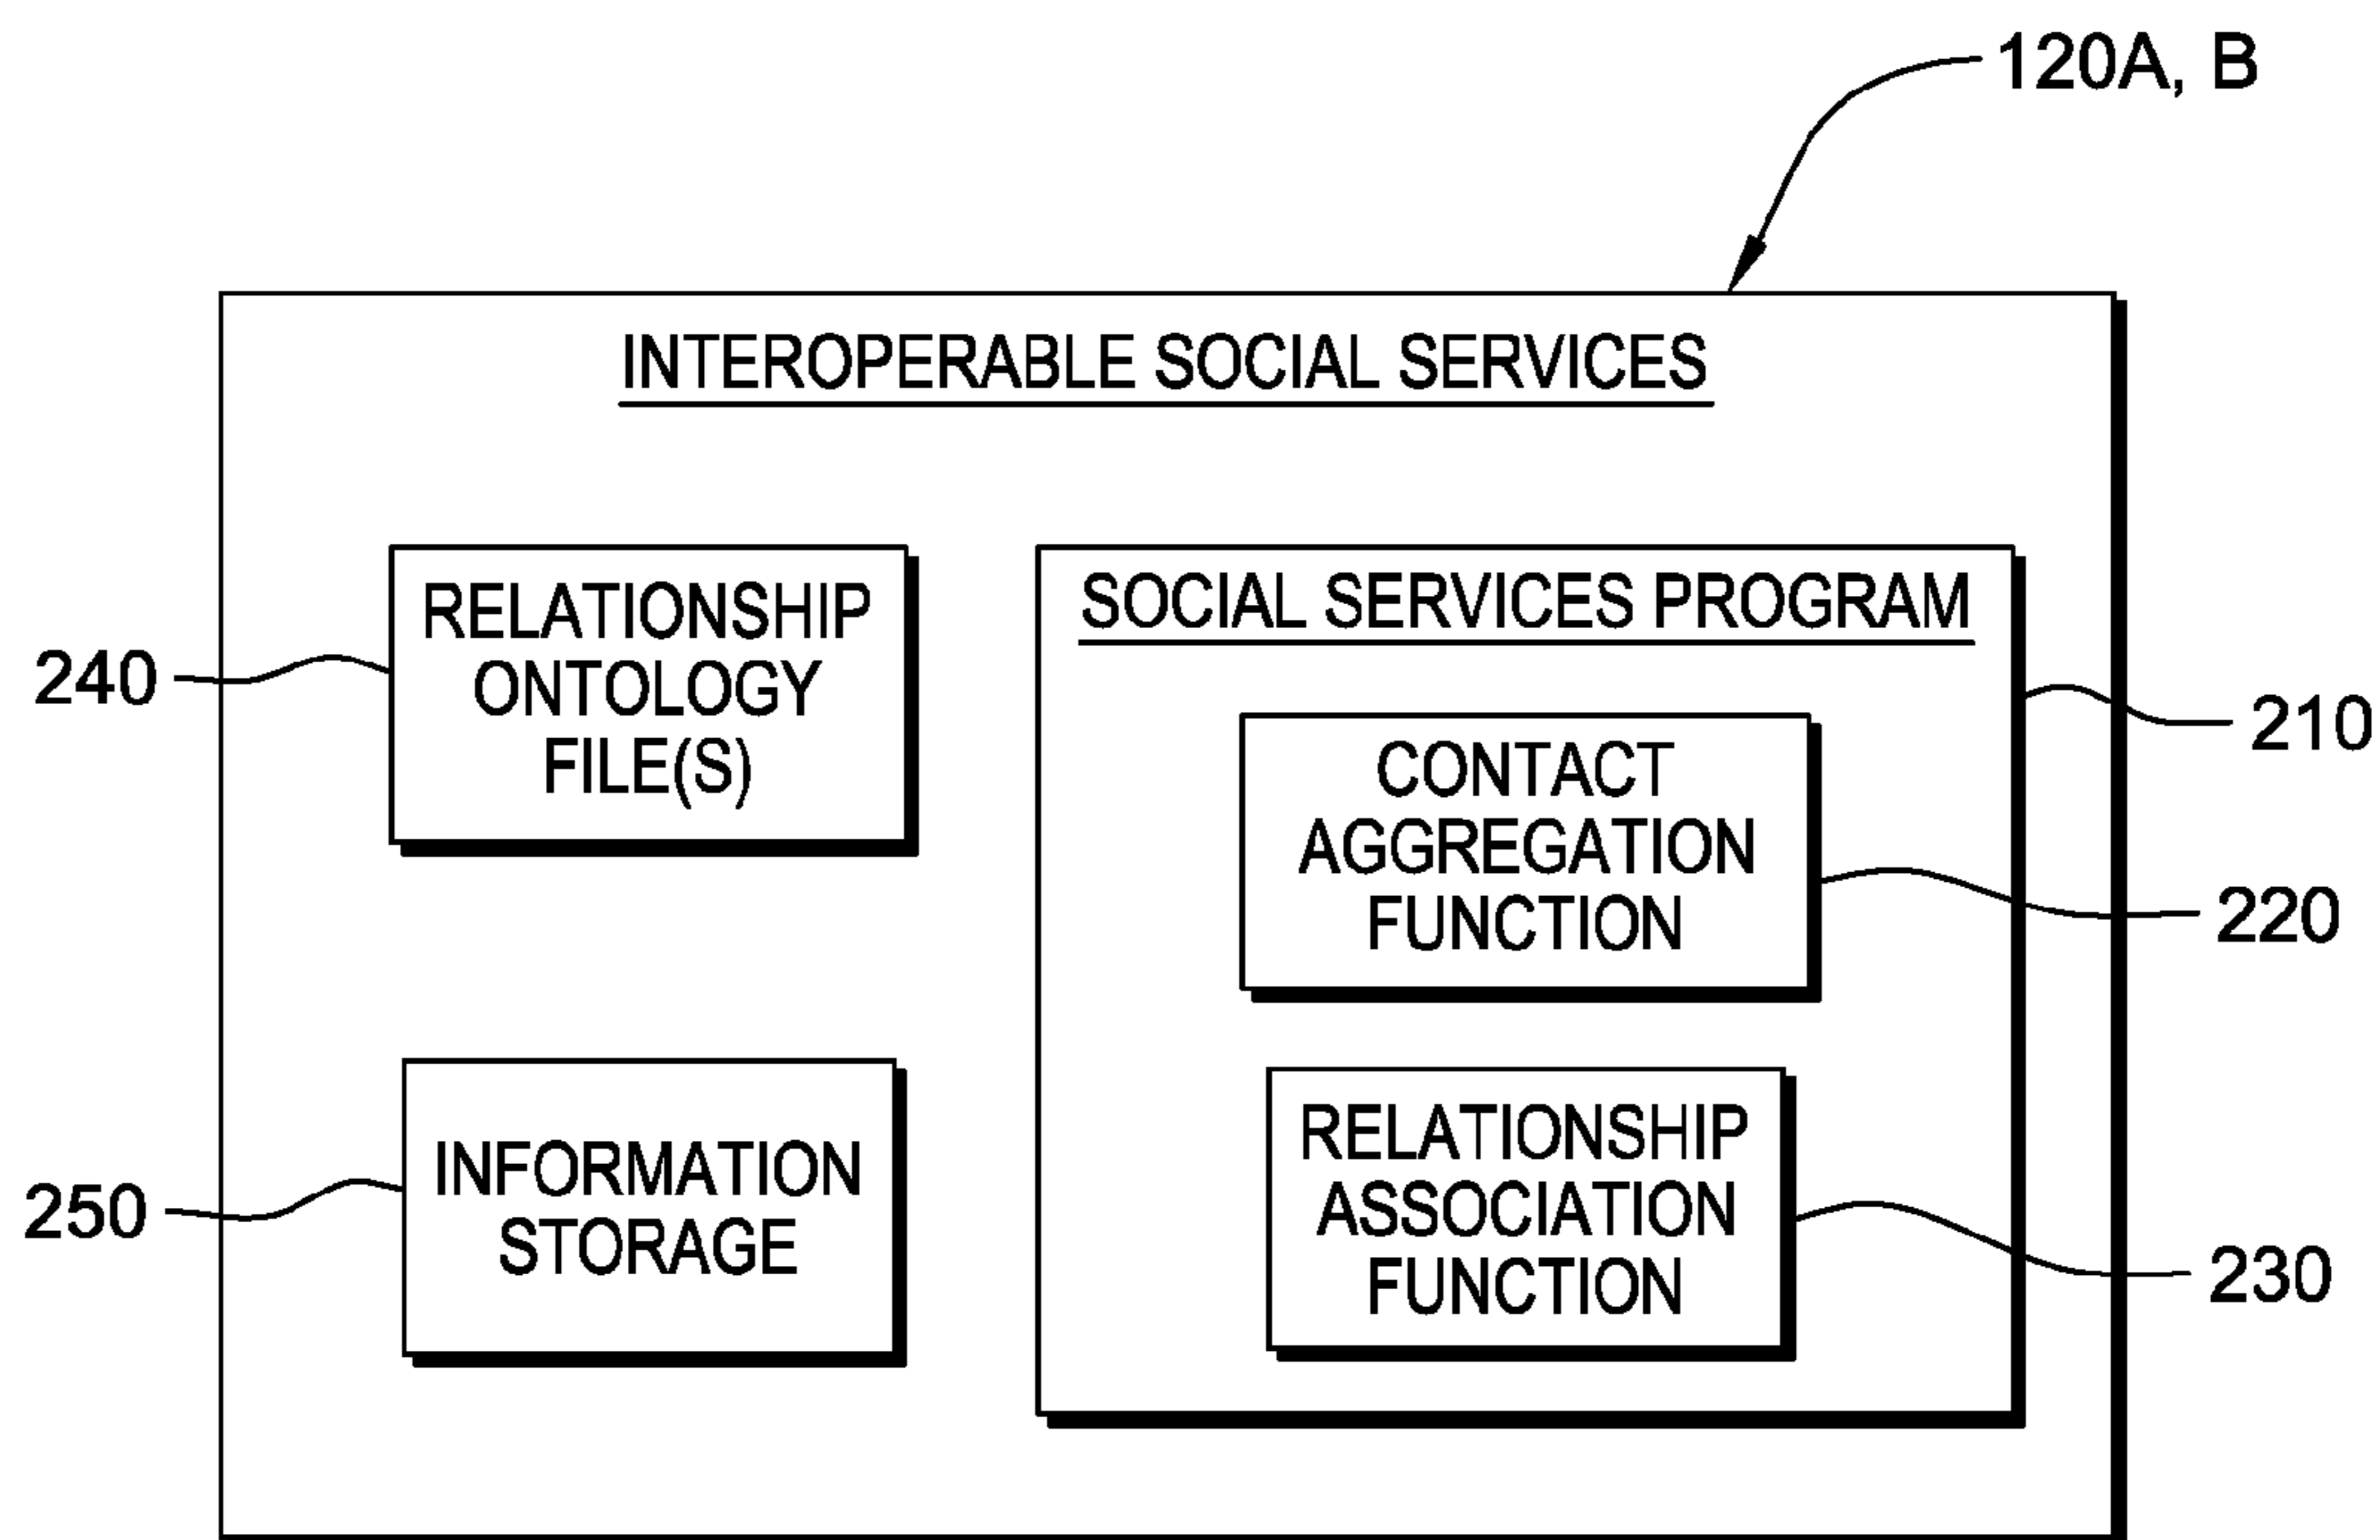 120A, B
INTEROPERABLE SOCIAL SERVICES
RELATIONSHIP
ONTOLOGY
FILE(S)
240
INFORMATION
STORAGE
250
SOCIAL SERVICES PROGRAM
210
CONTACT
AGGREGATION
FUNCTION
220
RELATIONSHIP
ASSOCIATION
FUNCTION
230